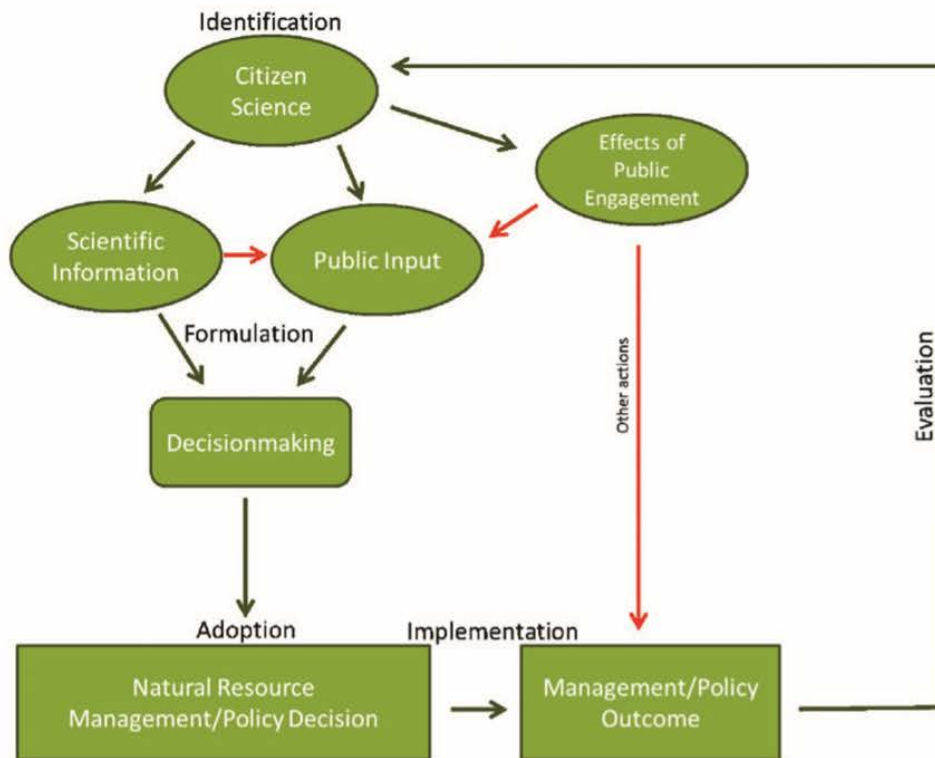 Identification
Citizen
Science
Effects of
Public
Engagement
Scientific
Information
Public Input
Formulation
Other actions
Evaluation
Decisionmaking
Adoption
Implementation
Natural Resource
Management/Policy Decision
Management/Policy
Outcome